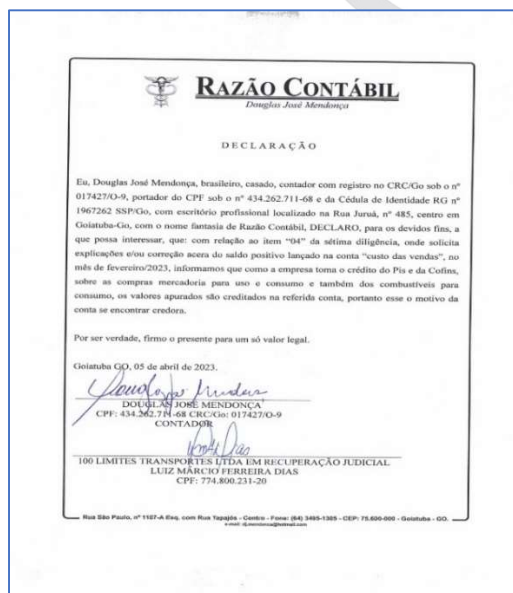 RAZÃO CONTÁBIL
Douglas José Mendonça
DECLARAÇÃO
Eu, Douglas José Mendonça, brasileiro, casado, contador com registro no CRC/Go sob o nº
017427/O-9, portador do CPF sob o nº 434.262.711-68 e da Cédula de Identidade RG nº
1967262 SSP/Go, com escritório profissional localizado na Rua Juruá, nº 485, centro em
Goiatuba-Go, com o nome fantasia de Razão Contábil, DECLARO, para os devidos fins, a
que possa interessar, que: com relação ao item “04” da sétima diligência, onde solicita
explicações e/ou correção acera do saldo positivo lançado na conta “custo das vendas”, no
mês de fevereiro/2023, informamos que como a empresa toma o crédito do Pis e da Cofins,
sobre as compras mercadoria para uso e consumo e também dos combustíveis para
consumo, os valores apurados são creditados na referida conta, portanto esse o motivo da
conta se encontrar credora.
Por ser verdade, firmo o presente para um só valor legal.
Goiatuba GO, 05 de abril de 2023.
DOUGLAS JOSÉ MENDONÇA
CPF: 434.262.711-68 CRC/Go: 017427/O-9
CONTADOR
100 LIMITES TRANSPORTES LTDA EM RECUPERAÇÃO JUDICIAL
LUIZ MÁRCIO FERREIRA DIAS
CPF: 774.800.231-20
Rua São Paulo, nº 1107-A Esq. com Rua Tapajós - Centro - Fone: (64) 3495-1305 - CEP: 75.600-000 - Goiatuba - GO.